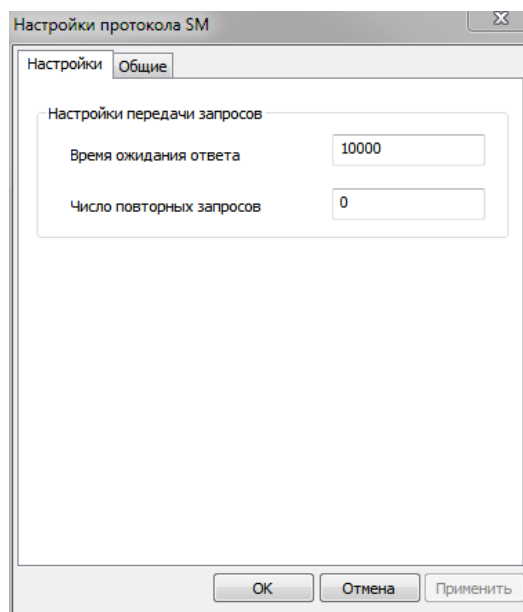 Настройки протокола SM
Настройки Общие
Настройки передачи запросов
Время ожидания ответа 10000
Число повторных запросов 0
OK Отмена Применить